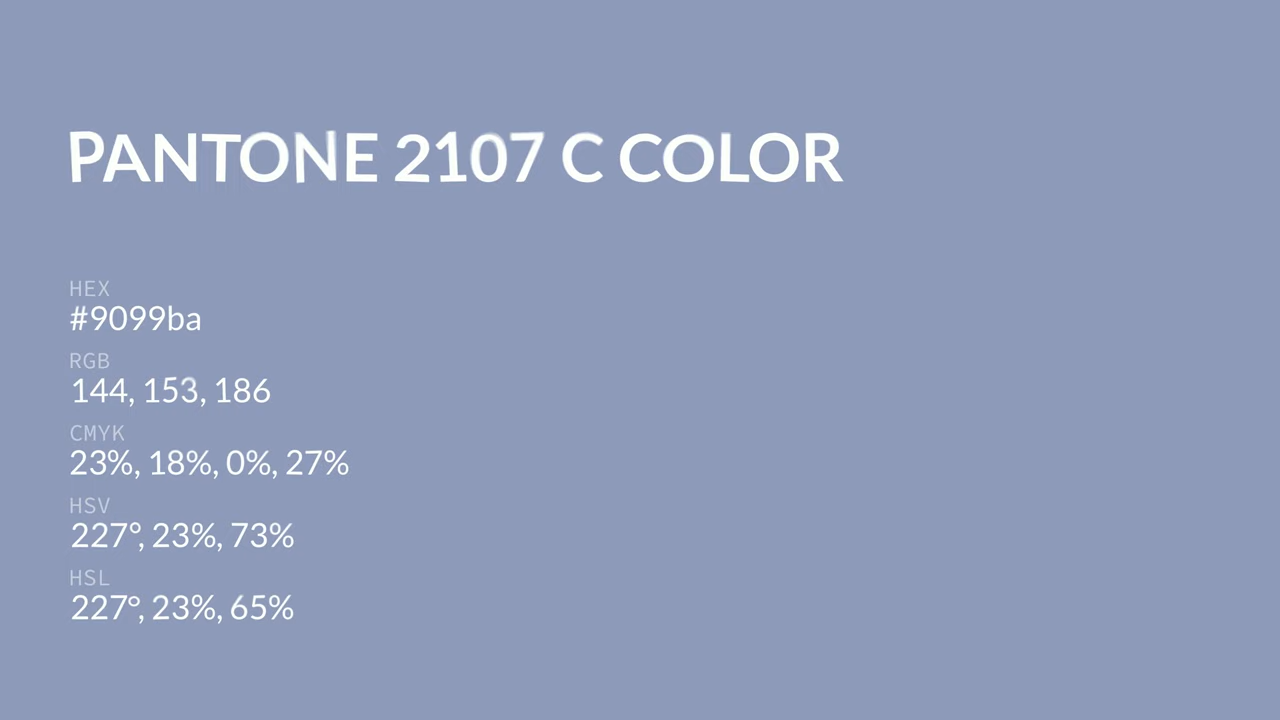 PANTONE 2107 C COLOR
HEX
#9099ba
RGB
144, 153, 186
CMYK
23%, 18%, 0%, 27%
HSV
227°, 23%, 73%
HSL
227°, 23%, 65%